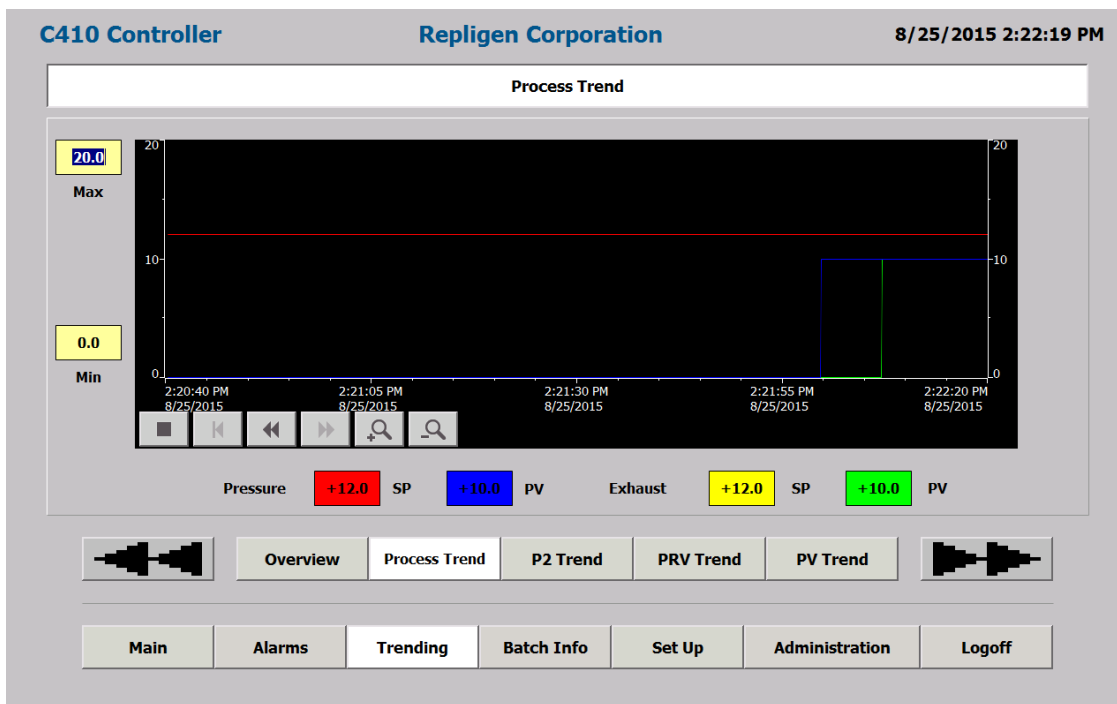 C410 Controller Repligen Corporation 8/25/2015 2:22:19 PM
Process Trend
20.0
Max
0.0
Min
20 20
10 10
0 0
2:20:40 PM 2:21:05 PM 2:21:30 PM 2:21:55 PM 2:22:20 PM
8/25/2015 8/25/2015 8/25/2015 8/25/2015 8/25/2015
Pressure +12.0 SP +10.0 PV Exhaust +12.0 SP +10.0 PV
Overview Process Trend P2 Trend PRV Trend PV Trend
Main Alarms Trending Batch Info Set Up Administration Logoff